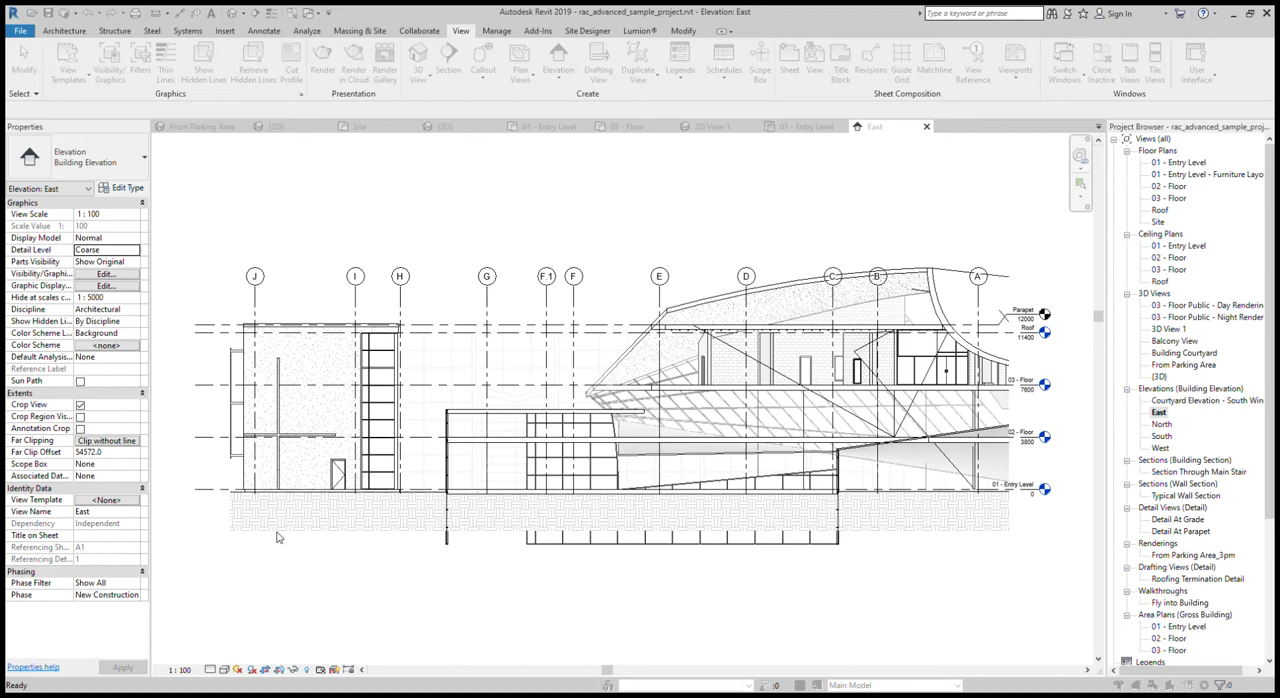 Autodesk Revit 2019 - rac_advanced_sample_project.rvt - Elevation: East
Type a keyword or phrase
Sign In
File Architecture Structure Steel Systems Insert Annotate Analyze Massing & Site Collaborate View Manage Add-Ins Site Designer Lumion® Modify
Modify View Templates Visibility/ Graphics Filters Thin Lines Show Hidden Lines Remove Hidden Lines Cut Profile Render Render in Cloud Render Gallery 3D View Section Callout Plan Views Elevation Drafting View Duplicate View Legends Schedules Scope Box Sheet View Title Block Revisions Guide Grid Matchline View Reference Viewports Switch Windows Close Inactive Tab Views Tile Views User Interface
Select Graphics Presentation Create Sheet Composition Windows
Properties
From Parking Area {3D} Site {3D} 01 - Entry Level 03 - Floor 3D View 1 01 - Entry Level East
Project Browser - rac_advanced_sample_proj...
Elevation
Building Elevation
Elevation: East Edit Type
Graphics
View Scale 1 : 100
Scale Value 1: 100
Display Model Normal
Detail Level Coarse
Parts Visibility Show Original
Visibility/Graphi... Edit...
Graphic Display... Edit...
Hide at scales c... 1 : 5000
Discipline Architectural
Show Hidden Li... By Discipline
Color Scheme L... Background
Color Scheme <none>
Default Analysis... None
Reference Label
Sun Path
Extents
Crop View
Crop Region Vis...
Annotation Crop
Far Clipping Clip without line
Far Clip Offset 54572.0
Scope Box None
Associated Dat... None
Identity Data
View Template <None>
View Name East
Dependency Independent
Title on Sheet
Referencing Sh... A1
Referencing Det... 1
Phasing
Phase Filter Show All
Phase New Construction
Properties help Apply
J I H G F.1 F E D C B A
Parapet
12000
Roof
11400
03 - Floor
7600
02 - Floor
3800
01 - Entry Level
0
Views (all)
Floor Plans
01 - Entry Level
01 - Entry Level - Furniture Layo
02 - Floor
03 - Floor
Roof
Site
Ceiling Plans
01 - Entry Level
02 - Floor
03 - Floor
Roof
3D Views
03 - Floor Public - Day Renderin
03 - Floor Public - Night Render
3D View 1
Balcony View
Building Courtyard
From Parking Area
{3D}
Elevations (Building Elevation)
Courtyard Elevation - South Win
East
North
South
West
Sections (Building Section)
Section Through Main Stair
Sections (Wall Section)
Typical Wall Section
Detail Views (Detail)
Detail At Grade
Detail At Parapet
Renderings
From Parking Area_3pm
Drafting Views (Detail)
Roofing Termination Detail
Walkthroughs
Fly into Building
Area Plans (Gross Building)
01 - Entry Level
02 - Floor
03 - Floor
Legends
1 : 100
Ready
:0
Main Model
:0